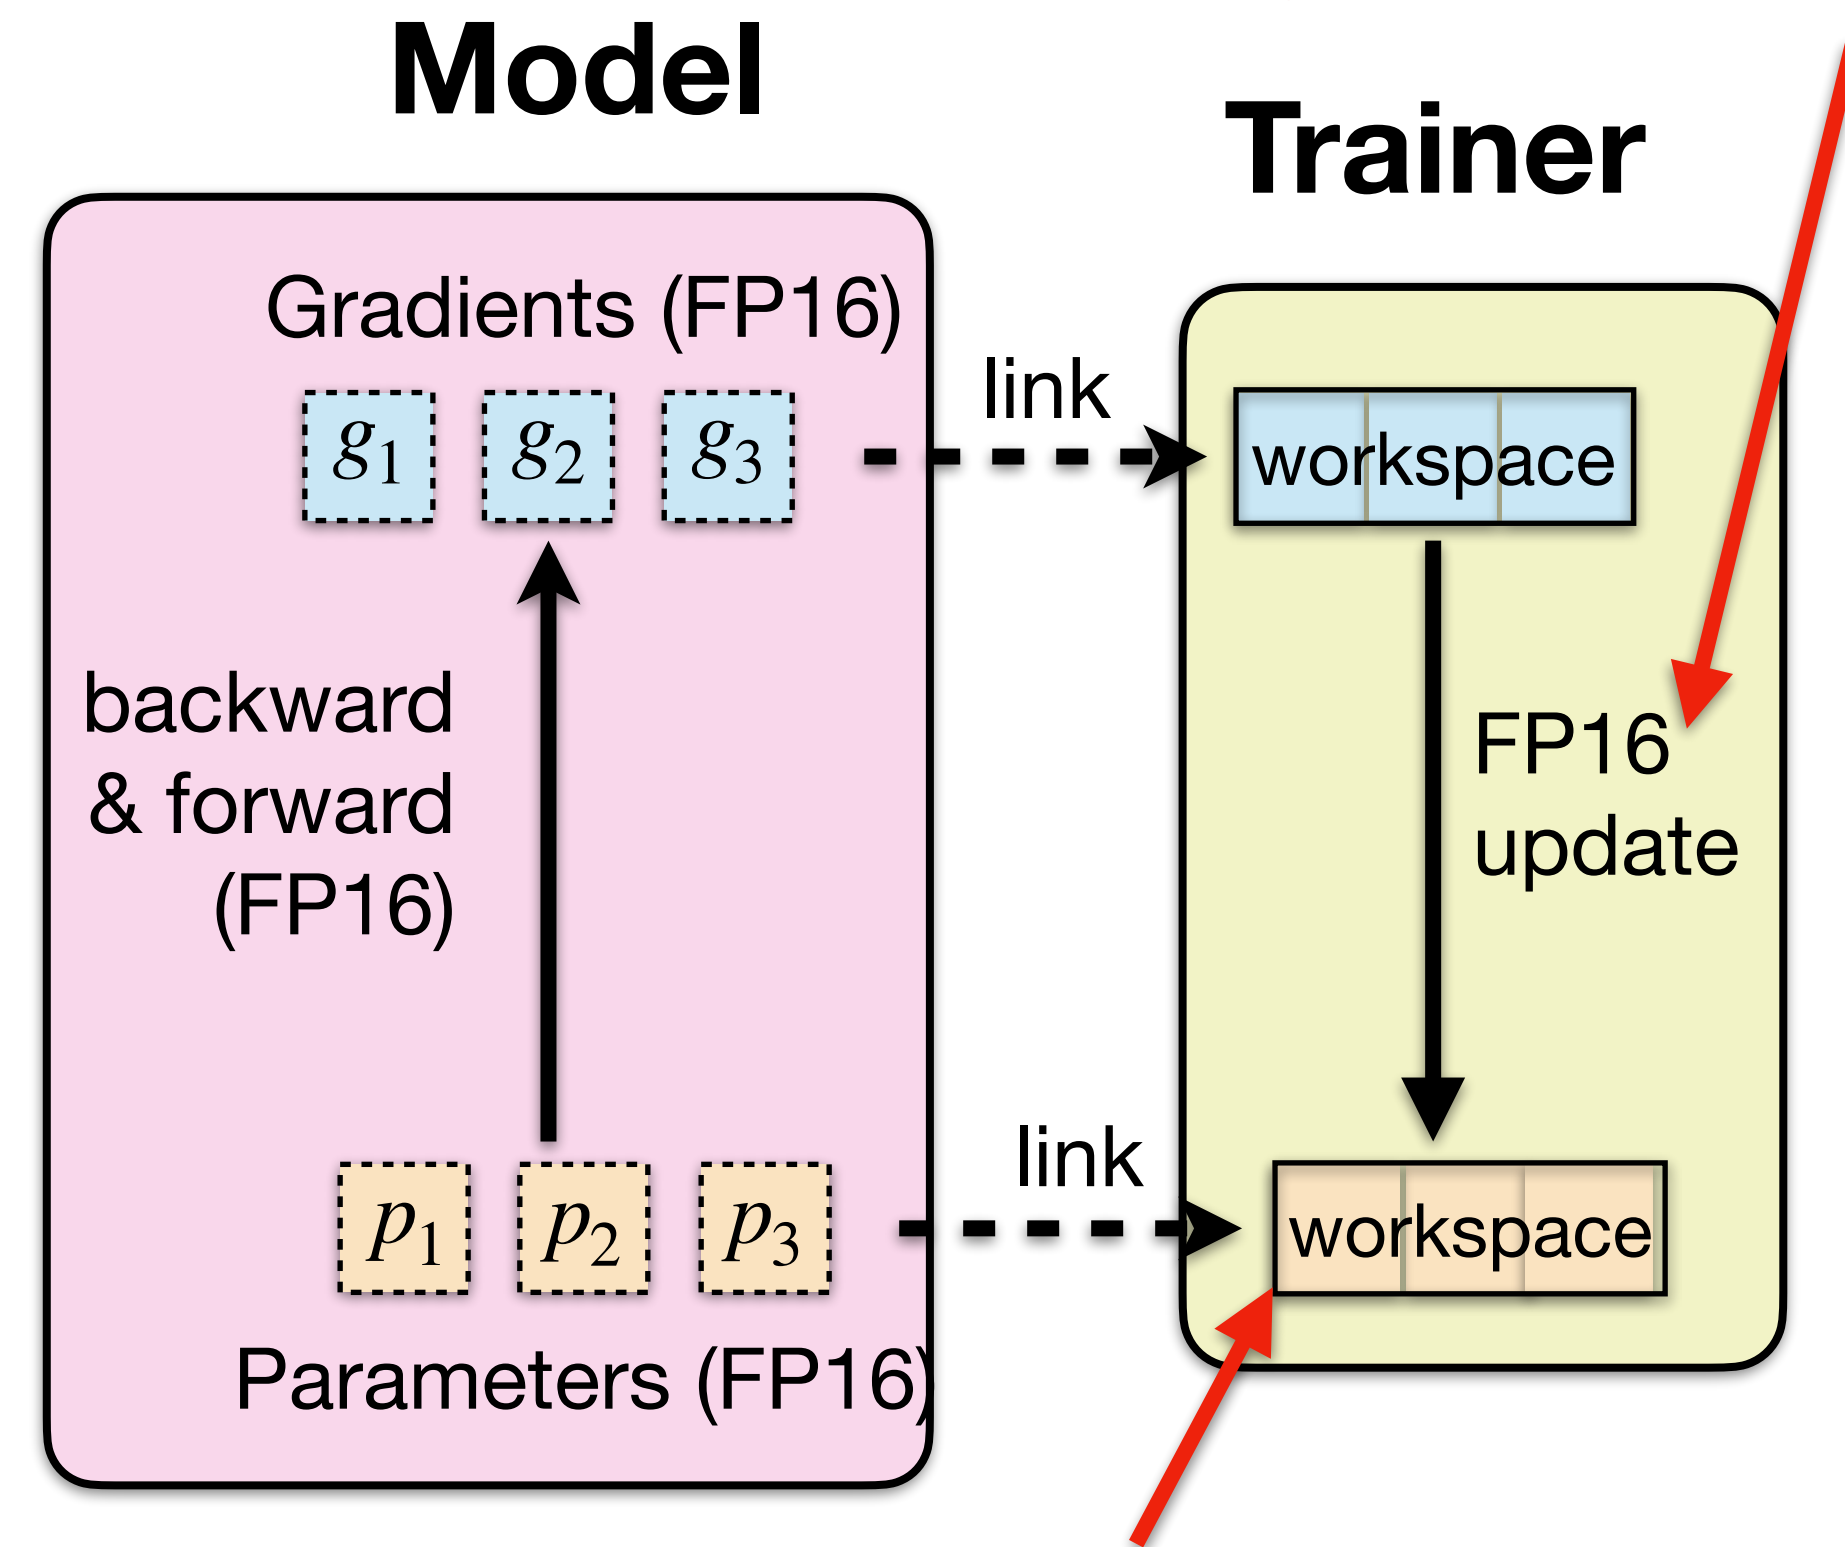 Model
Trainer
Gradients (FP16)
g1 g2 g3
link
workspace
backward
& forward
(FP16)
FP16
update
link
p1 p2 p3
workspace
Parameters (FP16)